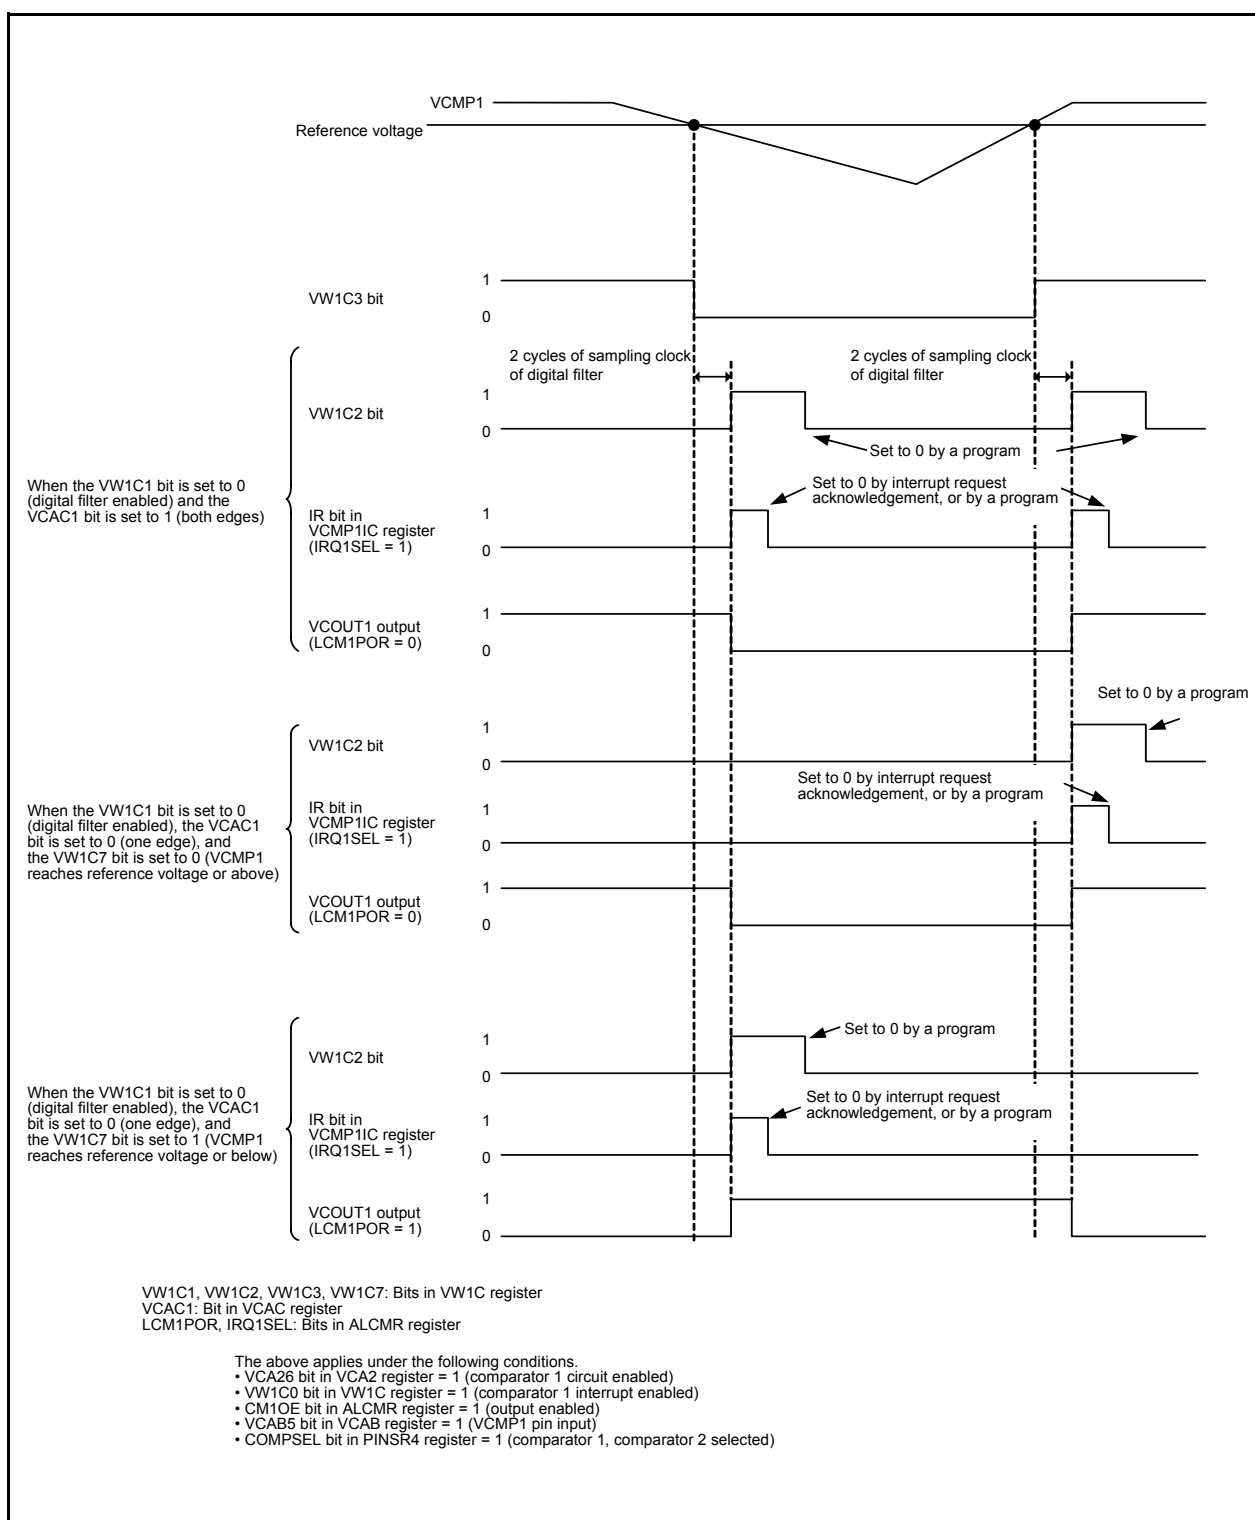 VCMP1
Reference voltage
VW1C3 bit
1
0
2 cycles of sampling clock
of digital filter
2 cycles of sampling clock
of digital filter
VW1C2 bit
1
0
Set to 0 by a program
When the VW1C1 bit is set to 0
(digital filter enabled) and the
VCAC1 bit is set to 1 (both edges)
Set to 0 by interrupt request
acknowledgement, or by a program
IR bit in
VCMP1IC register
(IRQ1SEL = 1)
1
0
VCOUT1 output
(LCM1POR = 0)
1
0
Set to 0 by a program
VW1C2 bit
1
0
Set to 0 by interrupt request
acknowledgement, or by a program
When the VW1C1 bit is set to 0
(digital filter enabled), the VCAC1
bit is set to 0 (one edge), and
the VW1C7 bit is set to 0 (VCMP1
reaches reference voltage or above)
IR bit in
VCMP1IC register
(IRQ1SEL = 1)
1
0
VCOUT1 output
(LCM1POR = 0)
1
0
VW1C2 bit
1
0
Set to 0 by a program
When the VW1C1 bit is set to 0
(digital filter enabled), the VCAC1
bit is set to 0 (one edge), and
the VW1C7 bit is set to 1 (VCMP1
reaches reference voltage or below)
Set to 0 by interrupt request
acknowledgement, or by a program
IR bit in
VCMP1IC register
(IRQ1SEL = 1)
1
0
VCOUT1 output
(LCM1POR = 1)
1
0
VW1C1, VW1C2, VW1C3, VW1C7: Bits in VW1C register
VCAC1: Bit in VCAC register
LCM1POR, IRQ1SEL: Bits in ALCMR register
The above applies under the following conditions.
• VCA26 bit in VCA2 register = 1 (comparator 1 circuit enabled)
• VW1C0 bit in VW1C register = 1 (comparator 1 interrupt enabled)
• CM1OE bit in ALCMR register = 1 (output enabled)
• VCAB5 bit in VCAB register = 1 (VCMP1 pin input)
• COMPSEL bit in PINSR4 register = 1 (comparator 1, comparator 2 selected)